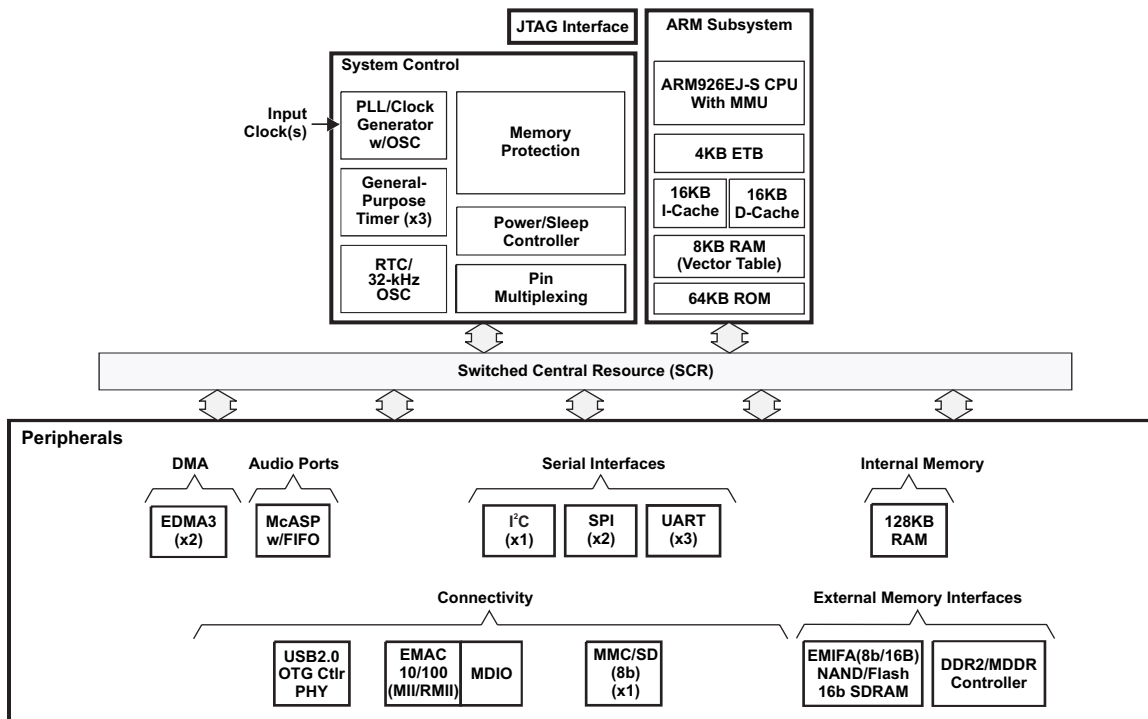 JTAG Interface
ARM Subsystem
System Control
Input
Clock(s)
PLL/Clock
Generator
w/OSC
General-
Purpose
Timer (x3)
RTC/
32-kHz
OSC
Memory
Protection
Power/Sleep
Controller
Pin
Multiplexing
ARM926EJ-S CPU
With MMU
4KB ETB
16KB
I-Cache
16KB
D-Cache
8KB RAM
(Vector Table)
64KB ROM
Switched Central Resource (SCR)
Peripherals
DMA
EDMA3
(x2)
Audio Ports
McASP
w/FIFO
Serial Interfaces
I²C
(x1)
SPI
(x2)
UART
(x3)
Internal Memory
128KB
RAM
Connectivity
USB2.0
OTG Ctlr
PHY
EMAC
10/100
(MII/RMII)
MDIO
MMC/SD
(8b)
(x1)
External Memory Interfaces
EMIFA(8b/16B)
NAND/Flash
16b SDRAM
DDR2/MDDR
Controller